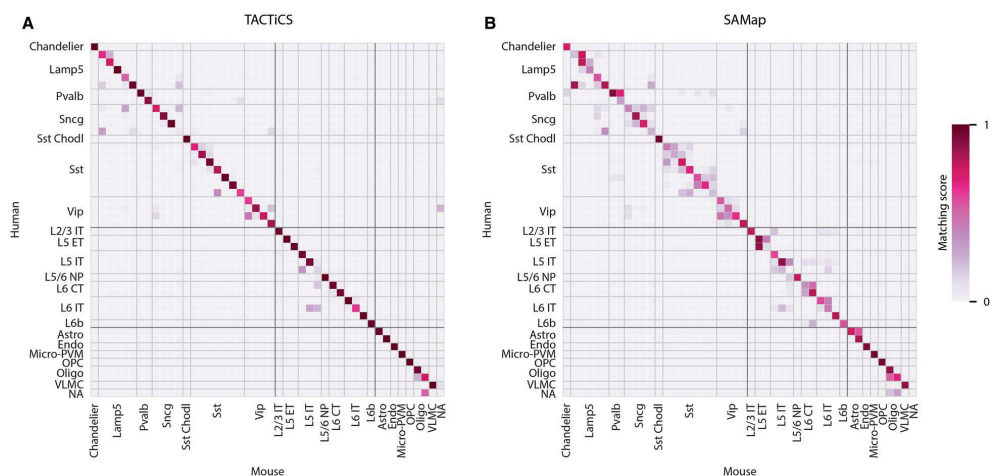 A
TACTiCS
Chandelier
Lamp5
Pvalb
Sncg
Sst Chodl
Sst
Vip
L2/3 IT
L5 ET
L5 IT
L5/6 NP
L6 CT
L6 IT
L6b
Astro
Endo
Micro-PVM
OPC
Oligo
VLMC
NA
Human
Chandelier
Lamp5
Pvalb
Sncg
Sst Chodl
Sst
Vip
L2/3 IT
L5 ET
L5 IT
L5/6 NP
L6 CT
L6 IT
L6b
Astro
Endo
Micro-PVM
OPC
Oligo
VLMC
NA
Mouse
B
SAMap
Chandelier
Lamp5
Pvalb
Sncg
Sst Chodl
Sst
Vip
L2/3 IT
L5 ET
L5 IT
L5/6 NP
L6 CT
L6 IT
L6b
Astro
Endo
Micro-PVM
OPC
Oligo
VLMC
NA
Human
Chandelier
Lamp5
Pvalb
Sncg
Sst Chodl
Sst
Vip
L2/3 IT
L5 ET
L5 IT
L5/6 NP
L6 CT
L6 IT
L6b
Astro
Endo
Micro-PVM
OPC
Oligo
VLMC
NA
Mouse
1
Matching score
0